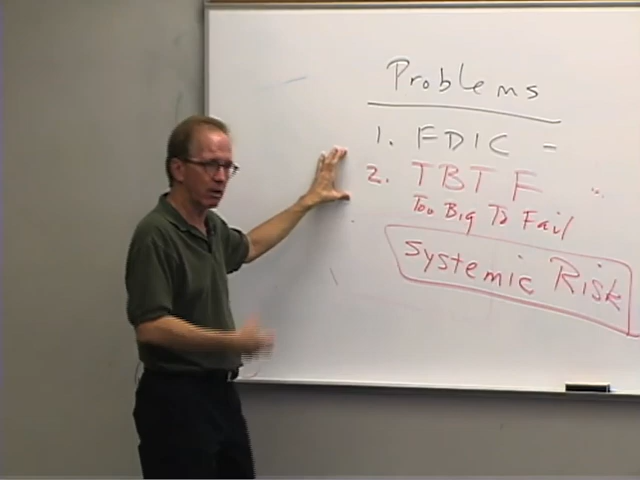 Problems
1. FDIC -
2. TBTF
Too Big To Fail
Systemic Risk